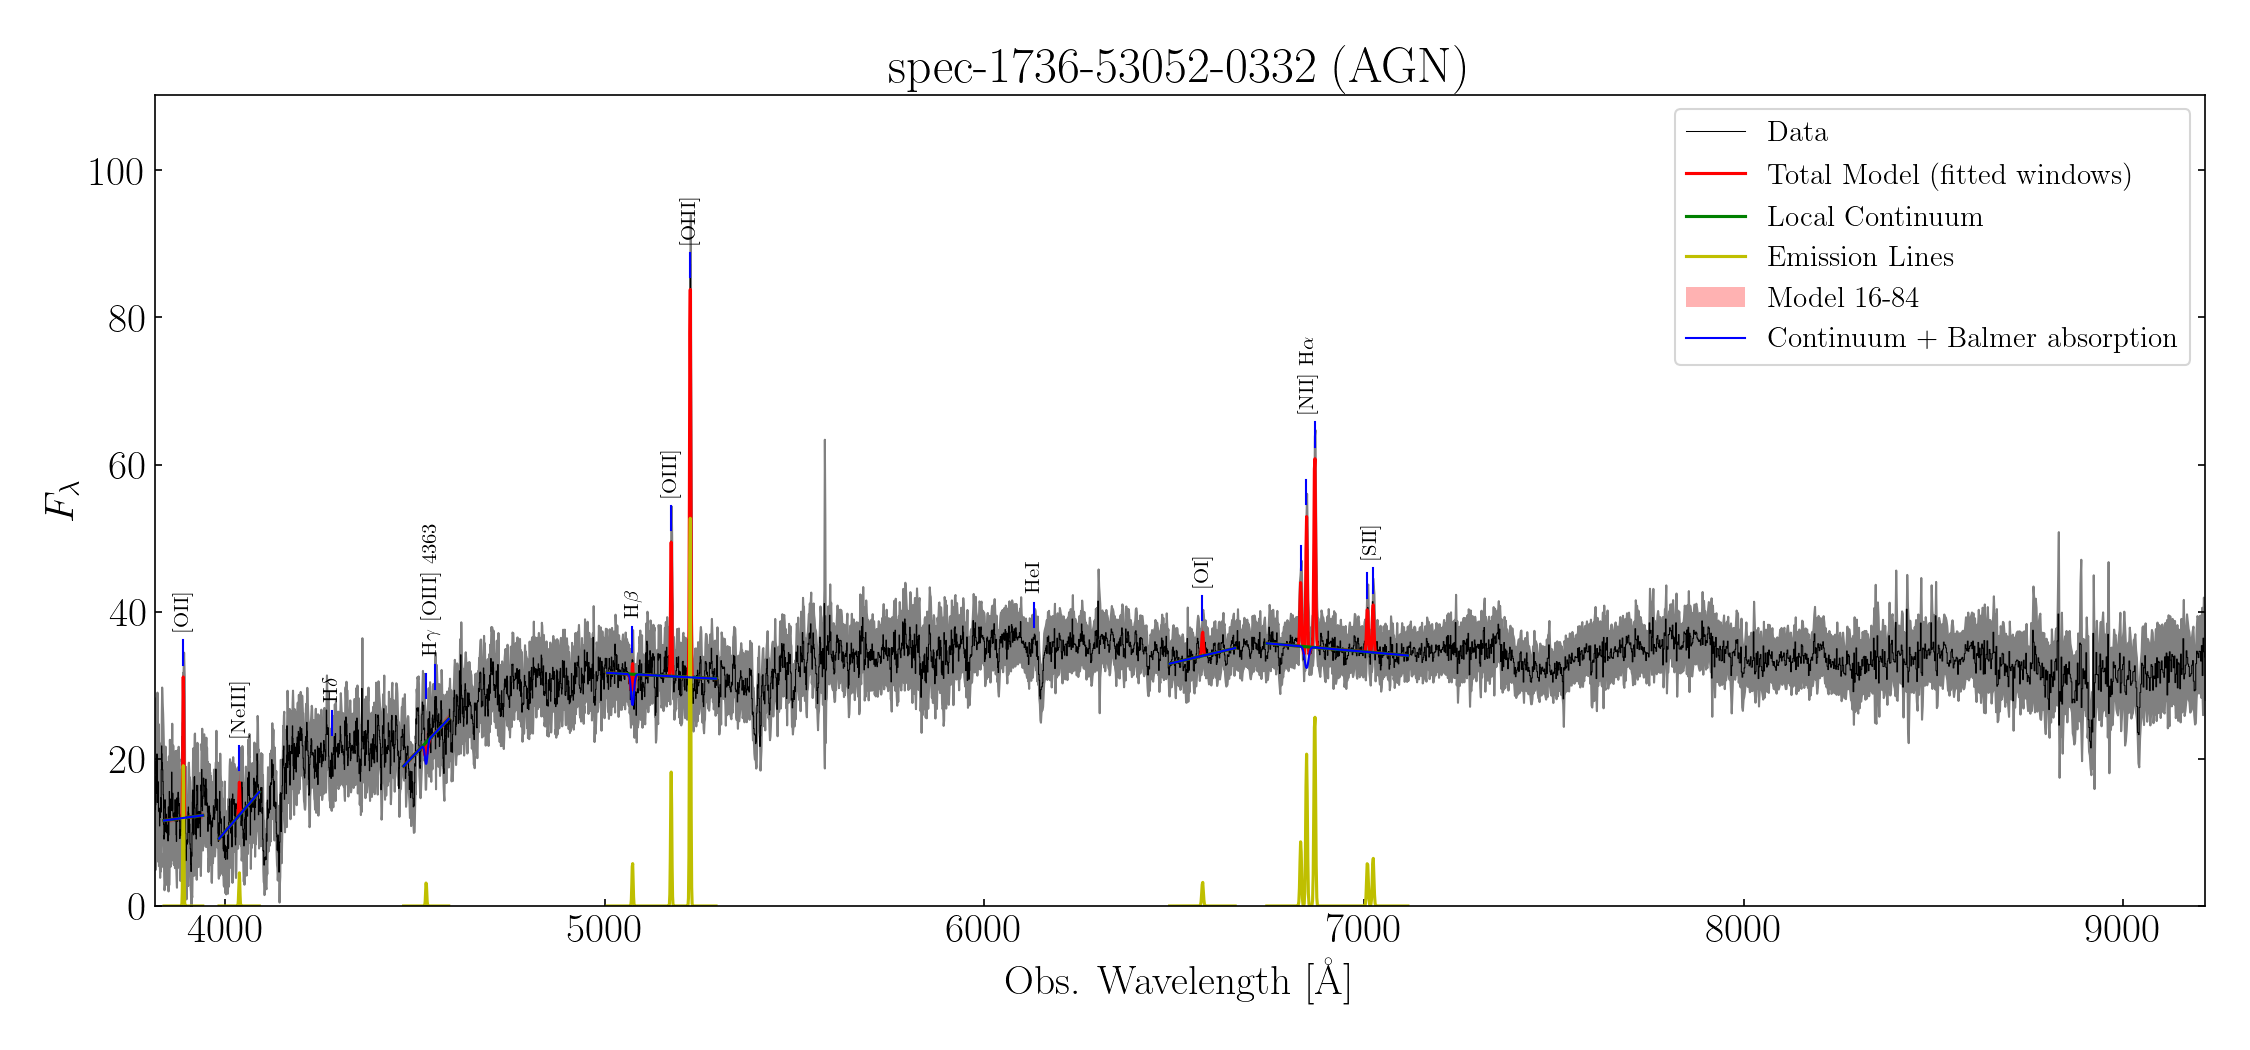 spec-1736-53052-0332 (AGN)
Data
Total Model (fitted windows)
Local Continuum
Emission Lines
Model 16-84
Continuum + Balmer absorption
100
80
60
40
20
0
F_λ
[OII]
[NeIII]
Hδ
Hγ [OIII] 4363
Hβ
[OIII]
[OIII]
HeI
[OI]
[NII] Hα
[SII]
4000
5000
6000
7000
8000
9000
Obs. Wavelength [Å]